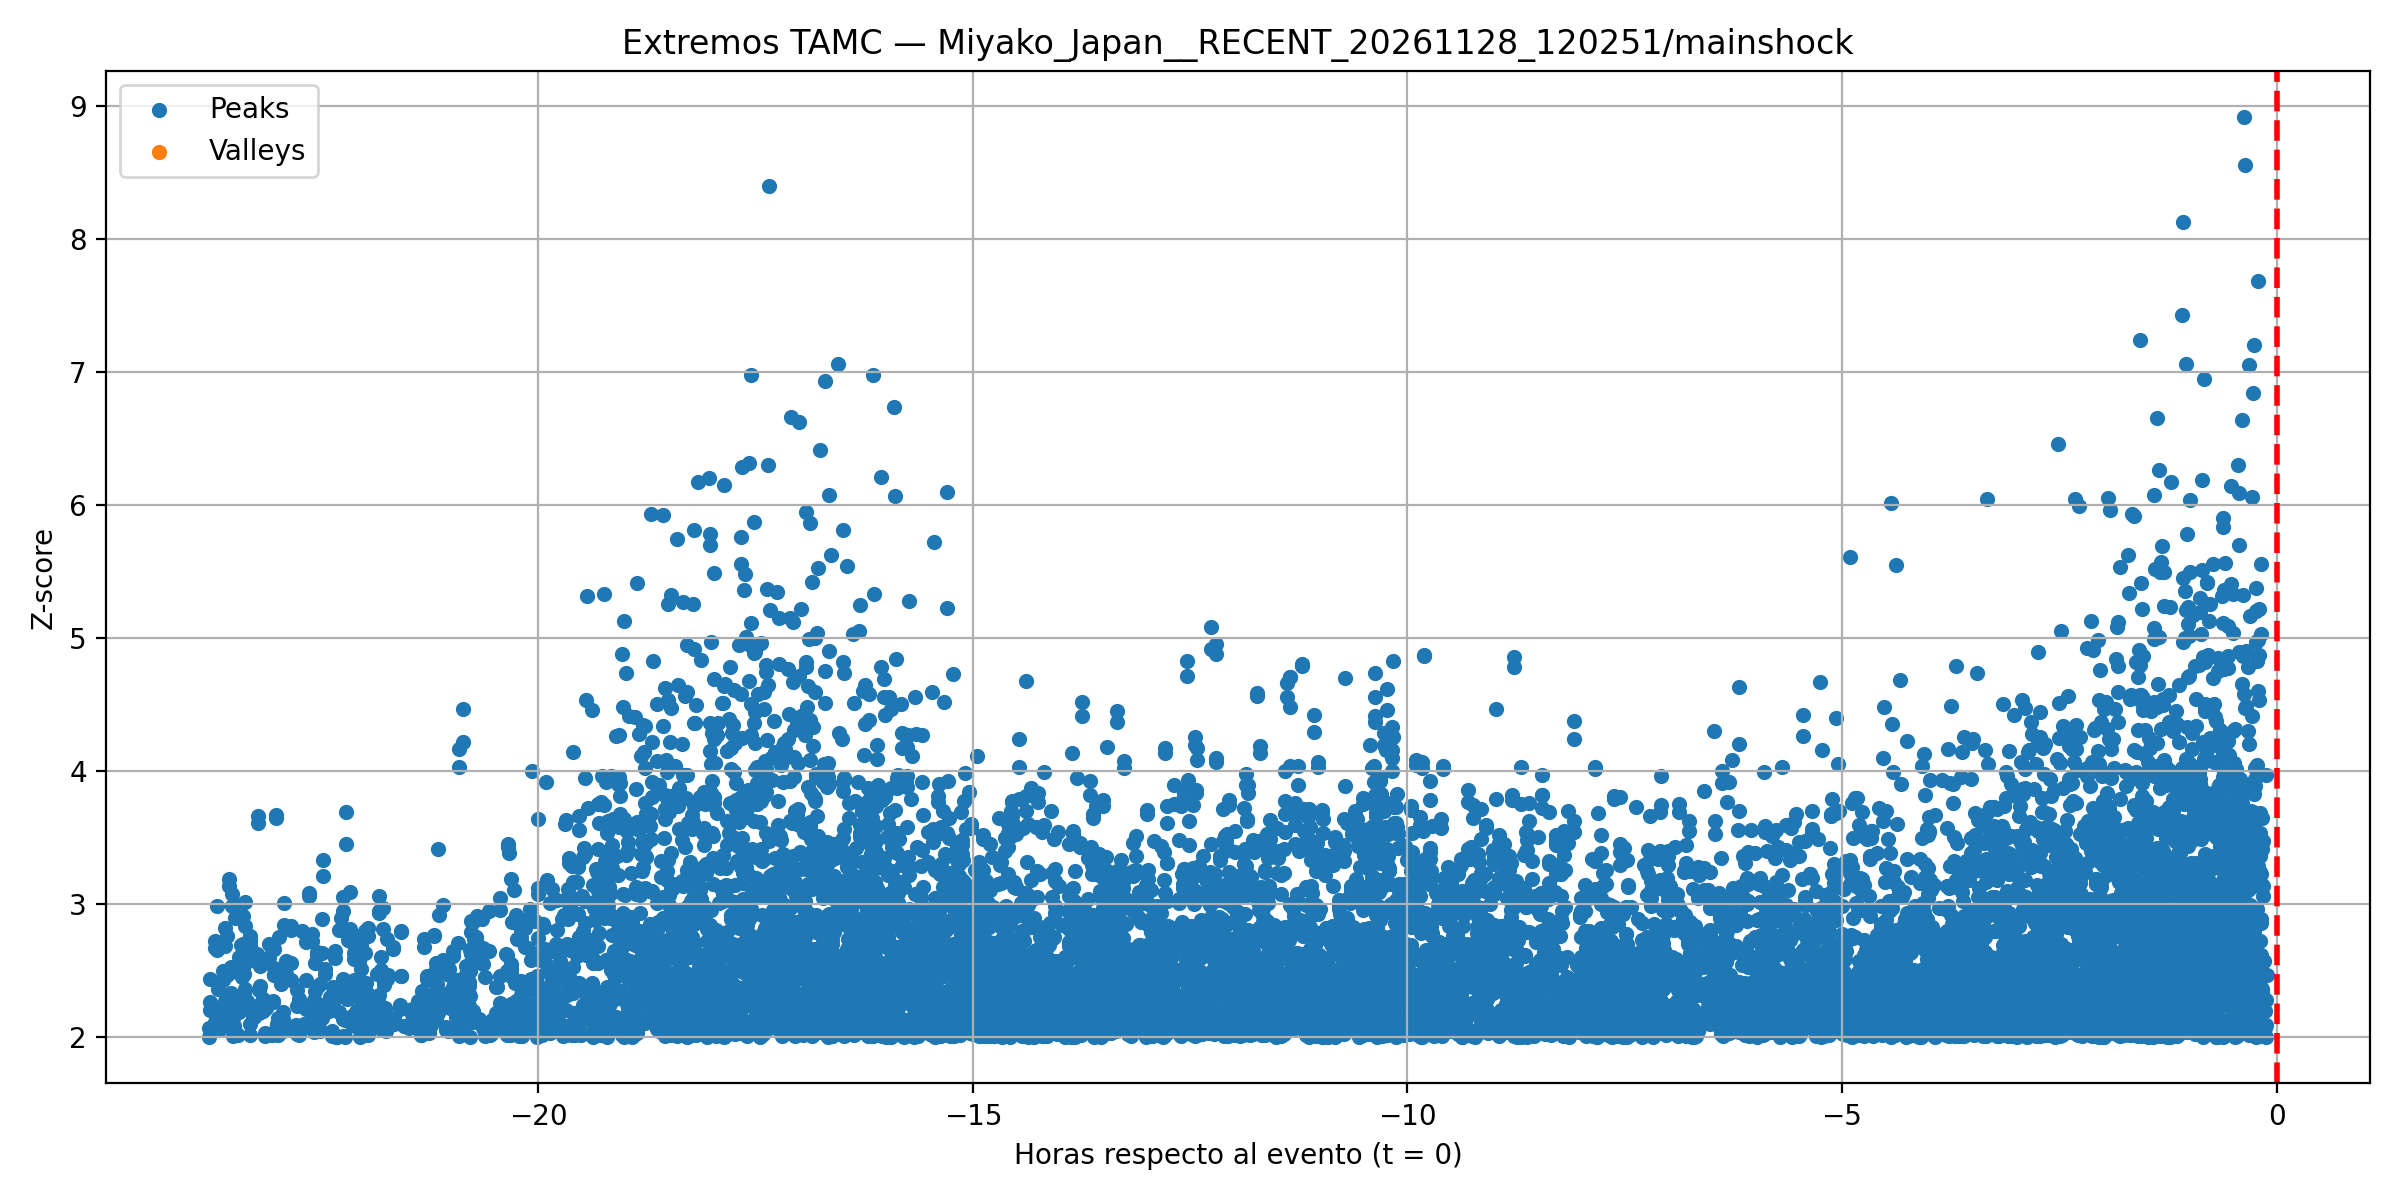 Extremos TAMC — Miyako_Japan__RECENT_20261128_120251/mainshock
Peaks
Valleys
9
8
7
6
5
4
3
2
Z-score
−20
−15
−10
−5
0
Horas respecto al evento (t = 0)